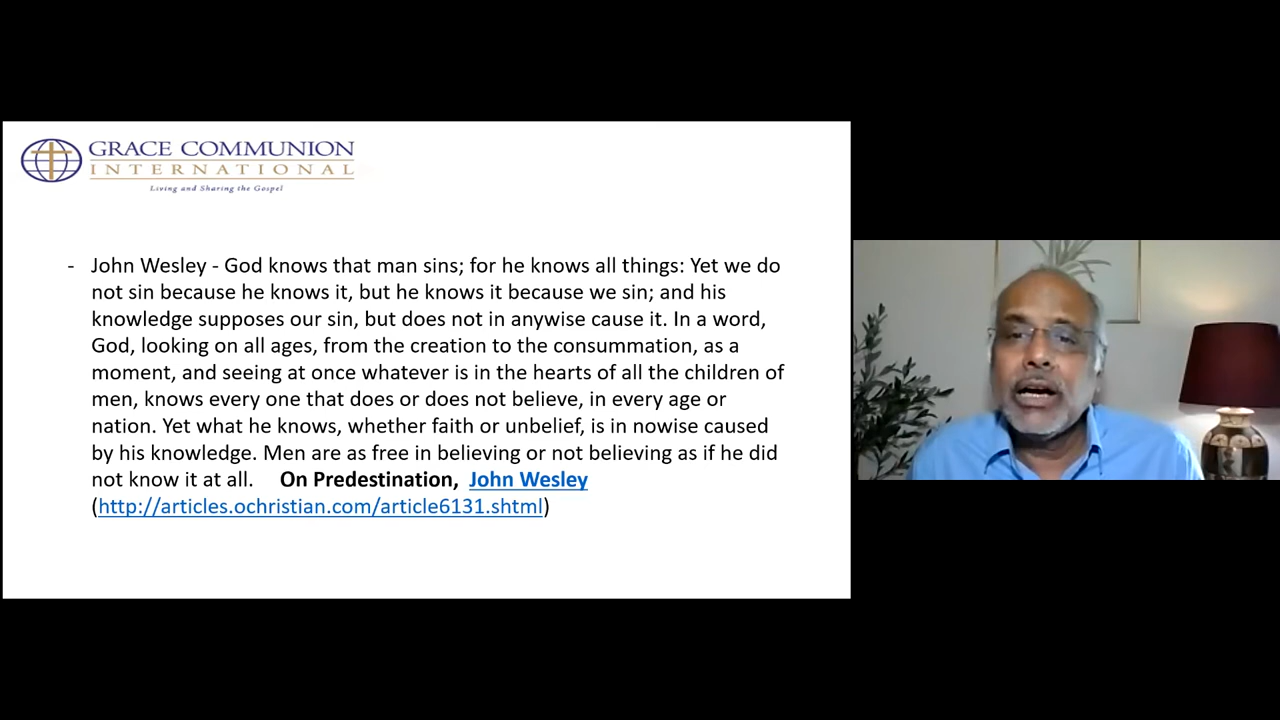 GRACE COMMUNION
INTERNATIONAL
Living and Sharing the Gospel
- John Wesley - God knows that man sins; for he knows all things: Yet we do
not sin because he knows it, but he knows it because we sin; and his
knowledge supposes our sin, but does not in anywise cause it. In a word,
God, looking on all ages, from the creation to the consummation, as a
moment, and seeing at once whatever is in the hearts of all the children of
men, knows every one that does or does not believe, in every age or
nation. Yet what he knows, whether faith or unbelief, is in nowise caused
by his knowledge. Men are as free in believing or not believing as if he did
not know it at all. On Predestination, John Wesley
(http://articles.ochristian.com/article6131.shtml)